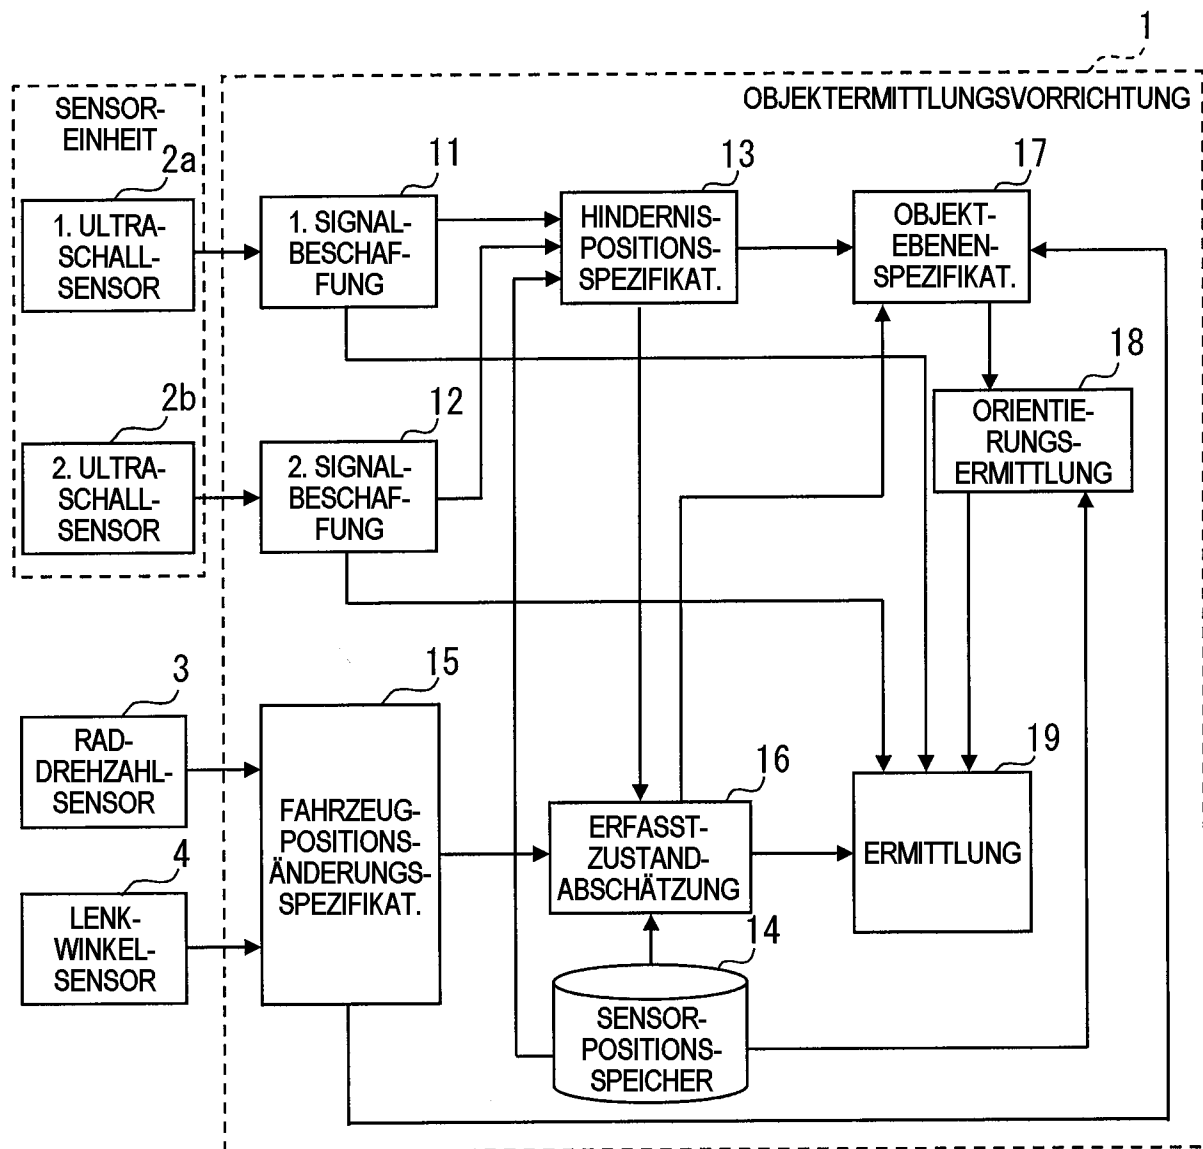 1
OBJEKTERMITTLUNGSVORRICHTUNG
SENSOR-
EINHEIT
2a
1. ULTRA-
SCHALL-
SENSOR
11
1. SIGNAL-
BESCHAF-
FUNG
13
HINDERNIS-
POSITIONS-
SPEZIFIKAT.
17
OBJEKT-
EBENEN-
SPEZIFIKAT.
18
ORIENTIE-
RUNGS-
ERMITTLUNG
2b
2. ULTRA-
SCHALL-
SENSOR
12
2. SIGNAL-
BESCHAF-
FUNG
3
RAD-
DREHZAHL-
SENSOR
4
LENK-
WINKEL-
SENSOR
15
FAHRZEUG-
POSITIONS-
ÄNDERUNGS-
SPEZIFIKAT.
16
ERFASST-
ZUSTAND-
ABSCHÄTZUNG
19
ERMITTLUNG
14
SENSOR-
POSITIONS-
SPEICHER